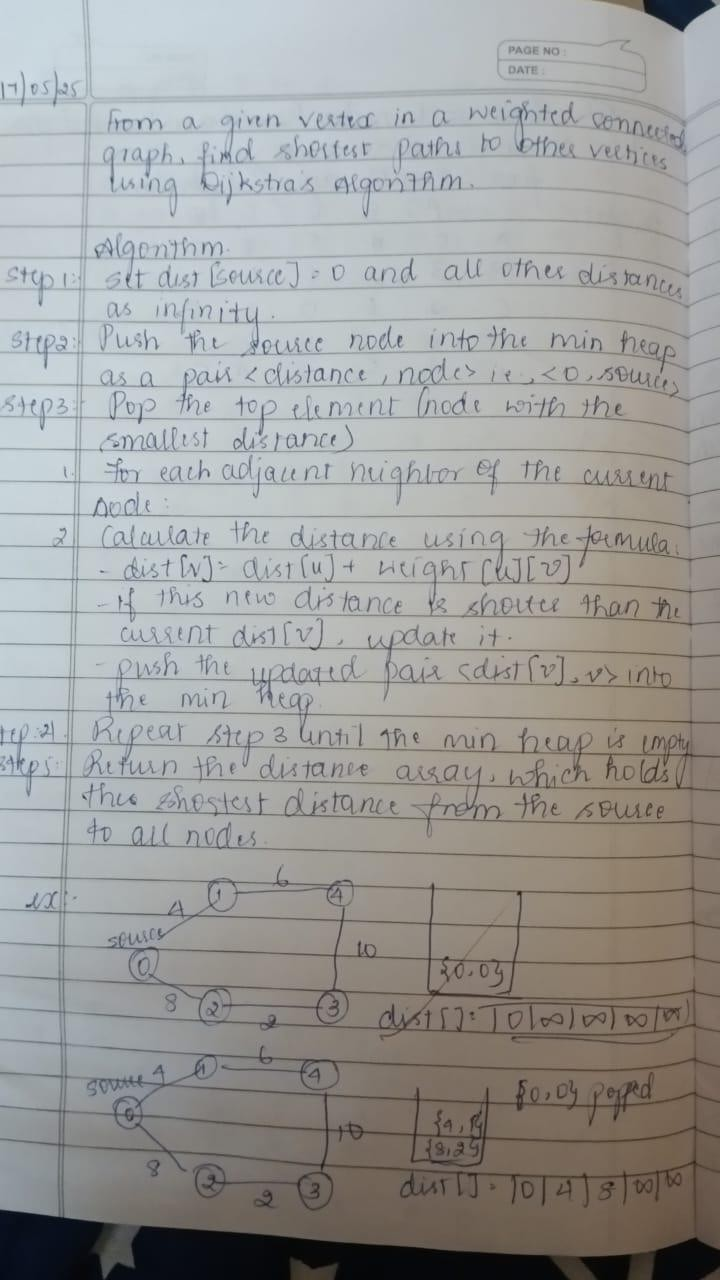 PAGE NO :
DATE :
17/05/25
From a given vertex in a weighted connected
graph, find shortest paths to other vertices
using Dijkstra's Algorithm.
Algorithm.
Step 1: Set dist [source] = 0 and all other distances
as infinity.
Step 2: Push the source node into the min heap
as a pair <distance, node> ie, <0, source>
Step 3: Pop the top element (node with the
smallest distance)
1. for each adjacent neighbor of the current
node :
2 Calculate the distance using the formula:
- dist[v] = dist[u] + weight [u][v]
- If this new distance is shorter than the
current dist[v], update it.
- push the updated pair <dist[v], v> into
the min heap.
tep:4. Repeat step 3 until the min heap is empty
step5: Return the distance array, which holds
the shortest distance from the source
to all nodes.
ex:-
1 6 4
4
source
0
10
{0,0}
8 2 2 3
dist[]= |0|∞|∞|∞|∞|
source 4 1 6 4
0
10
{0,0} popped
{4,1}
{8,2}
8 2 2 3
dist[] = |0|4|8|∞|∞